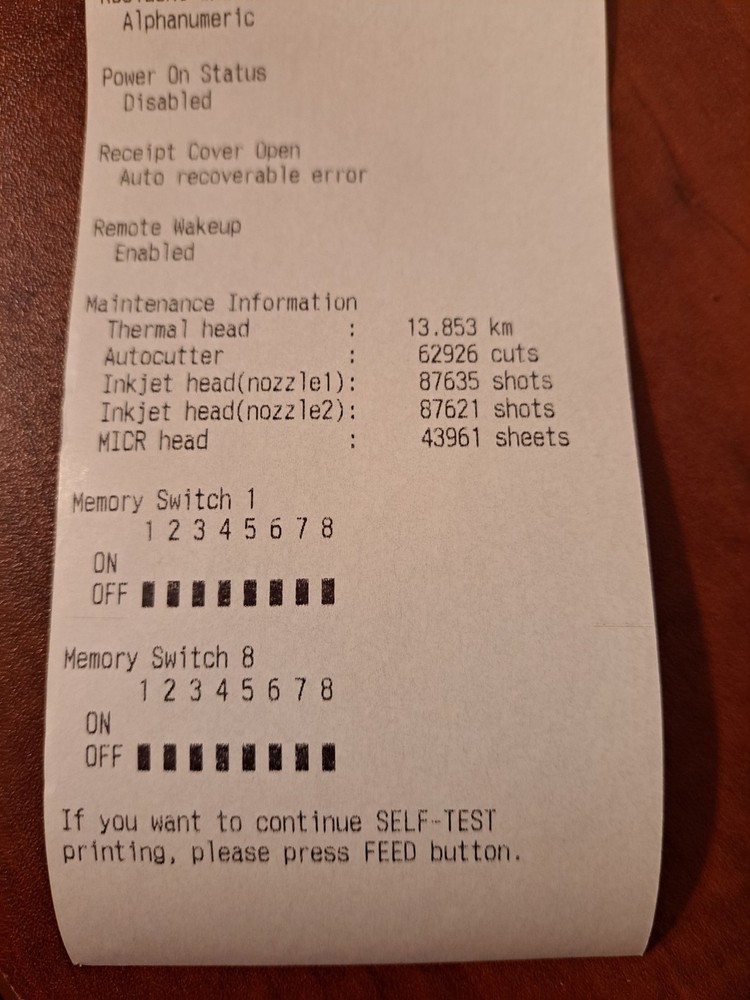 Alphanumeric
Power On Status
Disabled
Receipt Cover Open
Auto recoverable error
Remote Wakeup
Enabled
Maintenance Information
Thermal head : 13.853 km
Autocutter : 62926 cuts
Inkjet head(nozzle1): 87635 shots
Inkjet head(nozzle2): 87621 shots
MICR head : 43961 sheets
Memory Switch 1
1 2 3 4 5 6 7 8
ON
OFF
Memory Switch 8
1 2 3 4 5 6 7 8
ON
OFF
If you want to continue SELF-TEST
printing, please press FEED button.